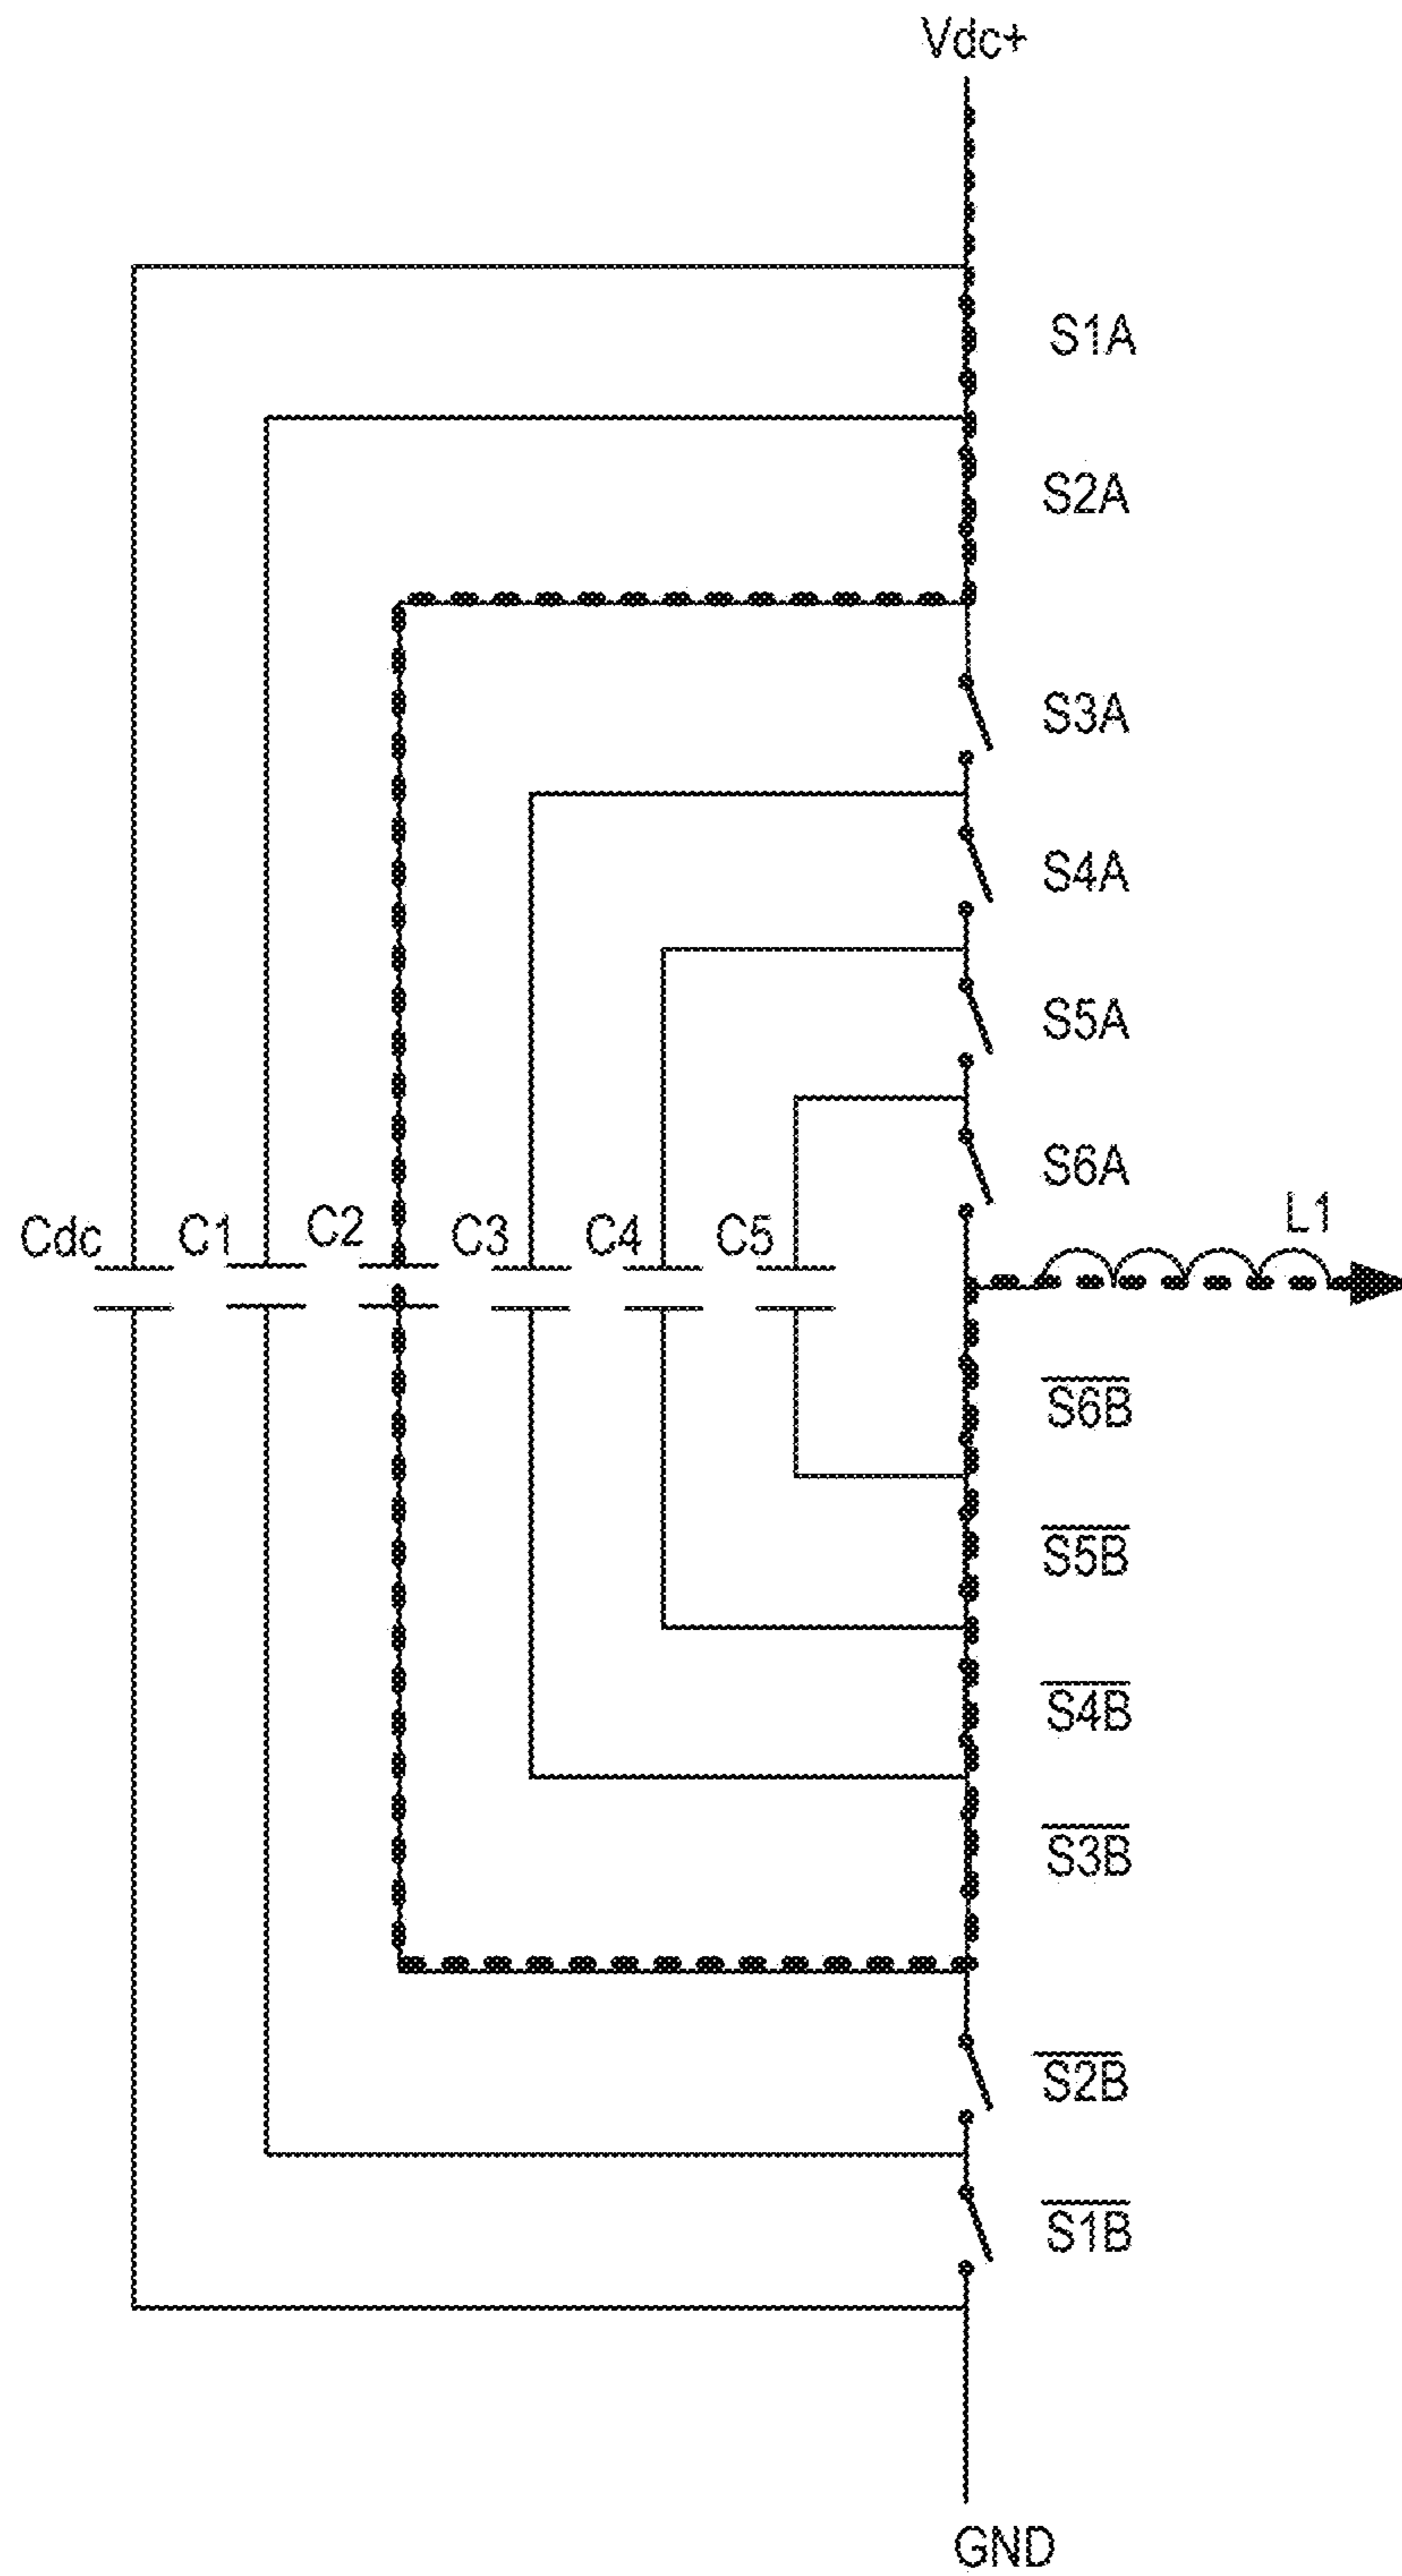 Vdc+
S1A
S2A
S3A
S4A
S5A
S6A
L1
Cdc C1 C2 C3 C4 C5
S6B
S5B
S4B
S3B
S2B
S1B
GND